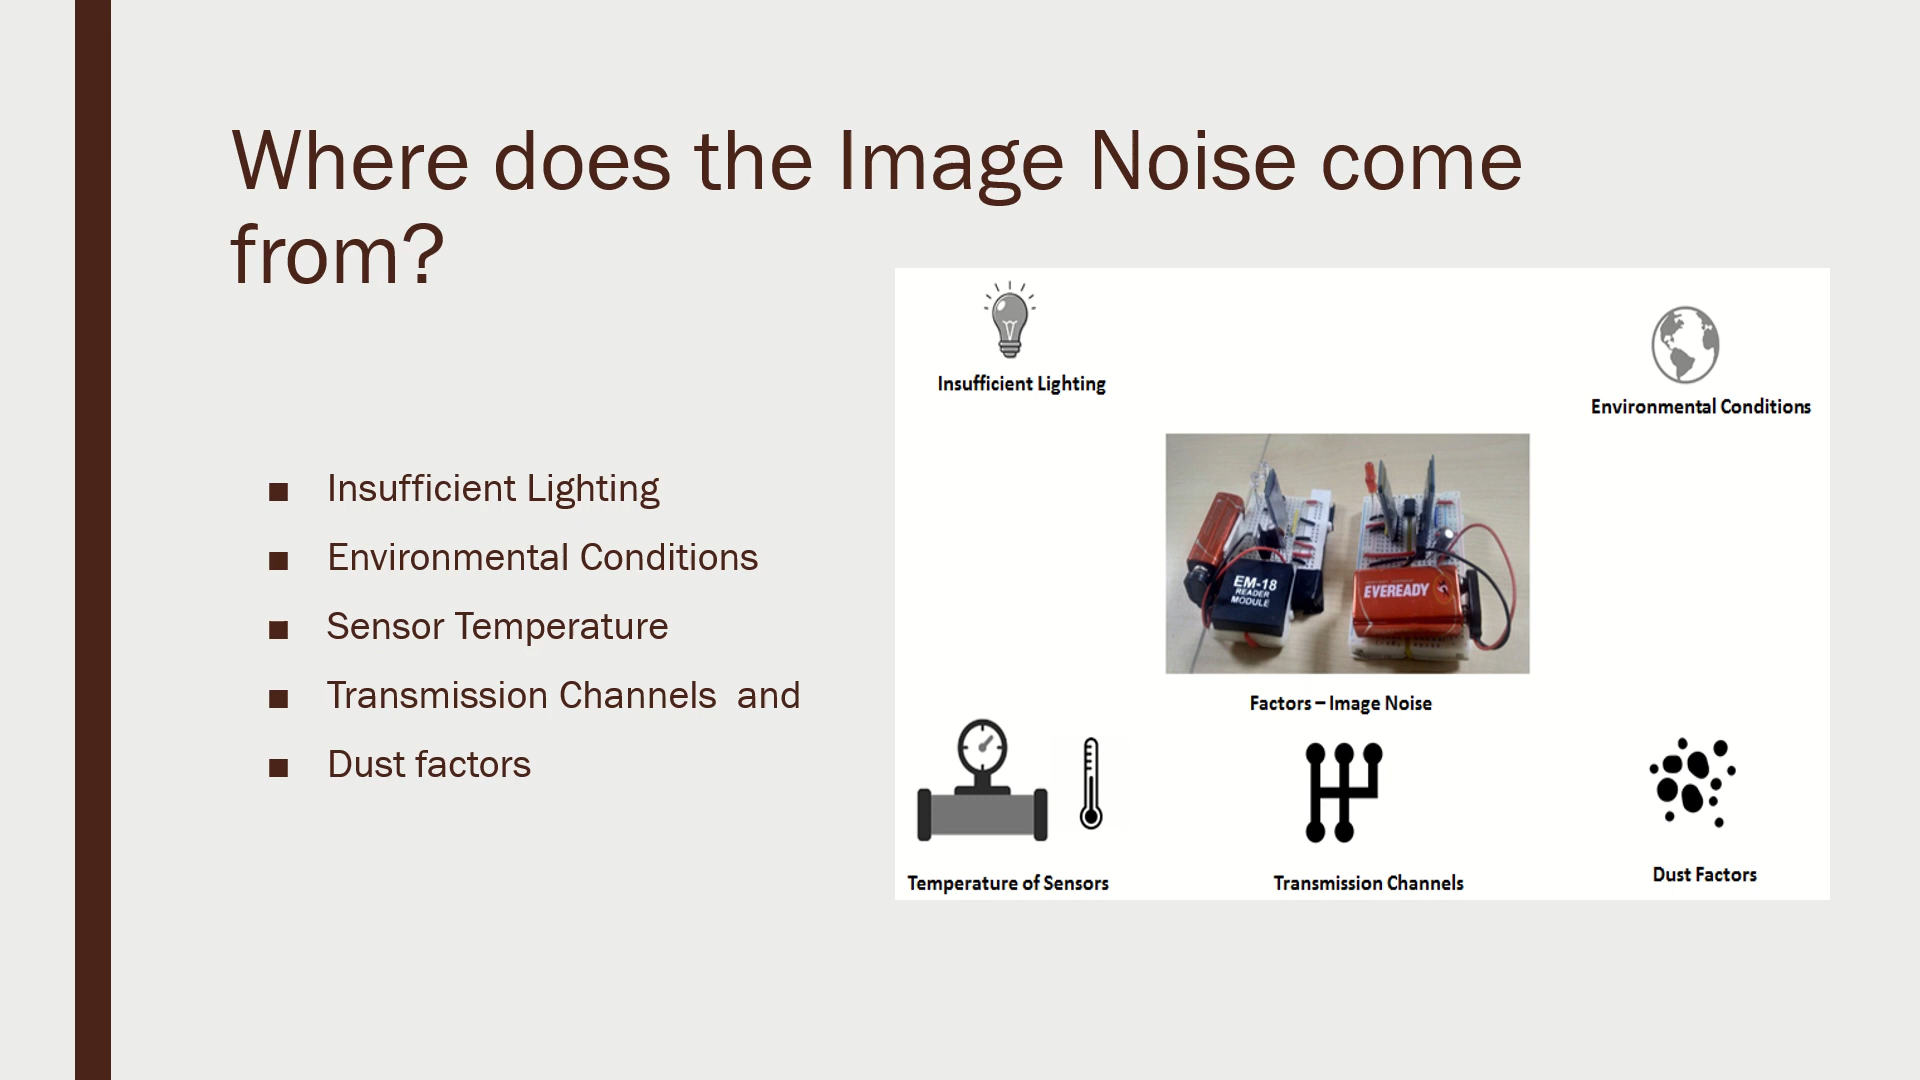 Where does the Image Noise come
from?
■ Insufficient Lighting
■ Environmental Conditions
■ Sensor Temperature
■ Transmission Channels  and
■ Dust factors
Insufficient Lighting
Environmental Conditions
EM-18
READER
MODULE
EVEREADY
Factors – Image Noise
Temperature of Sensors
Transmission Channels
Dust Factors